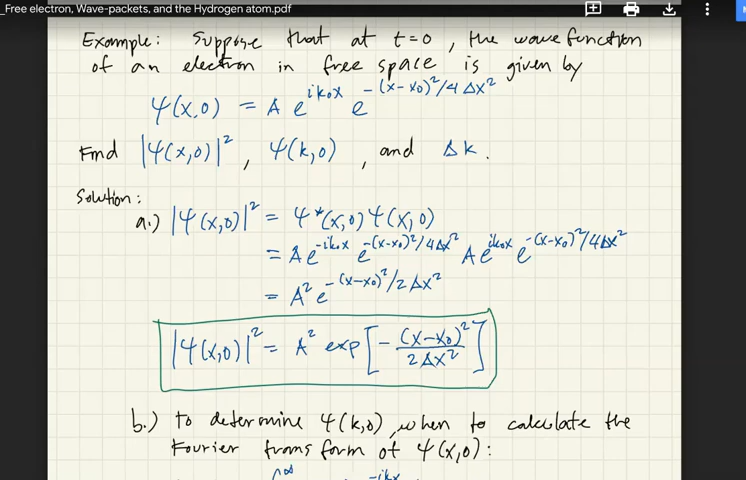 _Free electron, Wave-packets, and the Hydrogen atom.pdf
Example: Suppose that at t=0, the wave function
of an electron in free space is given by
Ψ(x,0) = A e^{ik₀x} e^{-(x-x₀)²/4Δx²}
Find |Ψ(x,0)|², Ψ(k,0), and Δk.
Solution:
a.) |Ψ(x,0)|² = Ψ*(x,0)Ψ(x,0)
= A e^{-ik₀x} e^{-(x-x₀)²/4Δx²} A e^{ik₀x} e^{-(x-x₀)²/4Δx²}
= A² e^{-(x-x₀)²/2Δx²}
|Ψ(x,0)|² = A² exp[-(x-x₀)²/2Δx²]
b.) to determine Ψ(k,0), when to calculate the
Fourier transform of Ψ(x,0):